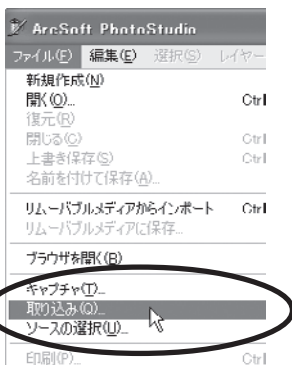 ArcSoft PhotoStudio
ファイル(F) 編集(E) 選択(S) レイヤー
新規作成(N)
開く(O)... Ctrl
復元(R)
閉じる(C) Ctrl
上書き保存(S) Ctrl
名前を付けて保存(A)...
リムーバブルメディアからインポート Ctrl
リムーバブルメディアに保存...
ブラウザを開く(B)
キャプチャ(T)...
取り込み(Q)...
ソースの選択(U)...
印刷(P)... Ctrl